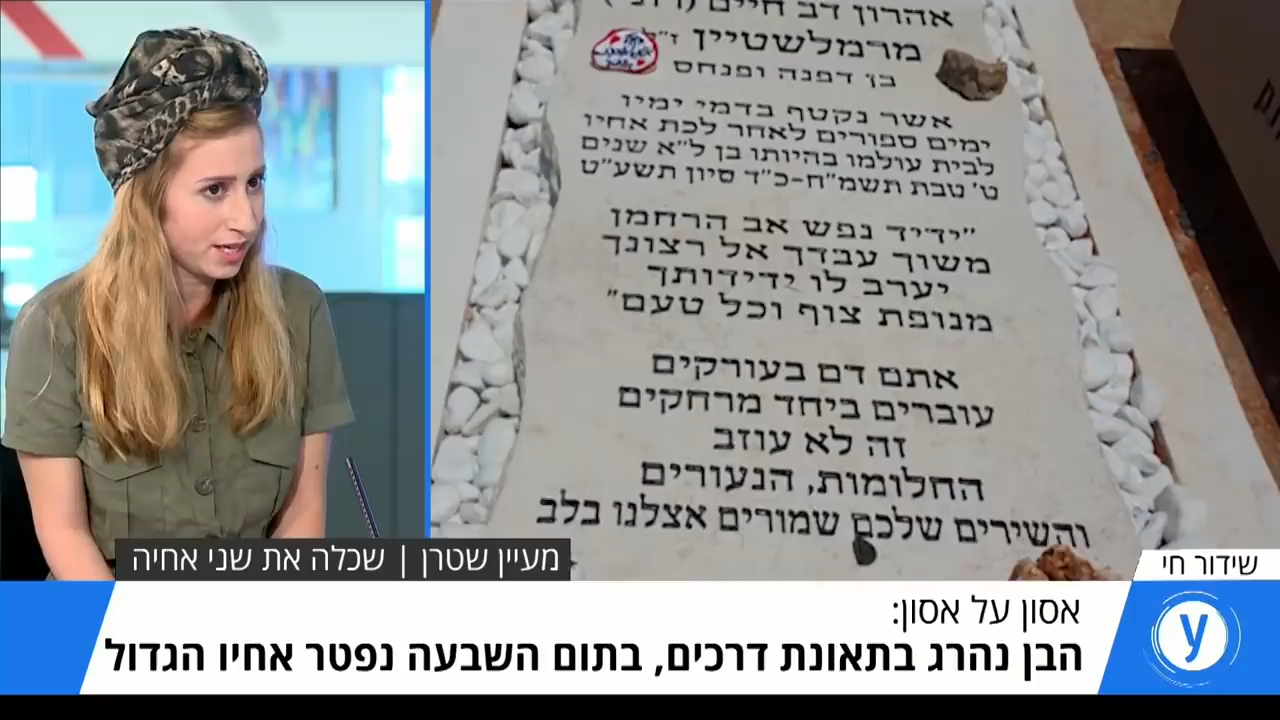 אהרון דב חיים
מרמלשטיין ז"ל
בן דפנה ופנחס
אשר נקטף בדמי ימיו
ימים ספורים לאחר לכת אחיו
לבית עולמו בהיותו בן ל"א שנים
ט' טבת תשמ"ח-כ"ד סיון תשע"ט
"ידיד נפש אב הרחמן
משוך עבדך אל רצונך
יערב לו ידידותך
מנופת צוף וכל טעם"
אתם דם בעורקים
עוברים ביחד מרחקים
זה לא עוזב
החלומות, הנעורים
והשירים שלכם שמורים אצלנו בלב
מעיין שטרן | שכלה את שני אחיה
שידור חי
אסון על אסון:
הבן נהרג בתאונת דרכים, בתום השבעה נפטר אחיו הגדול
y